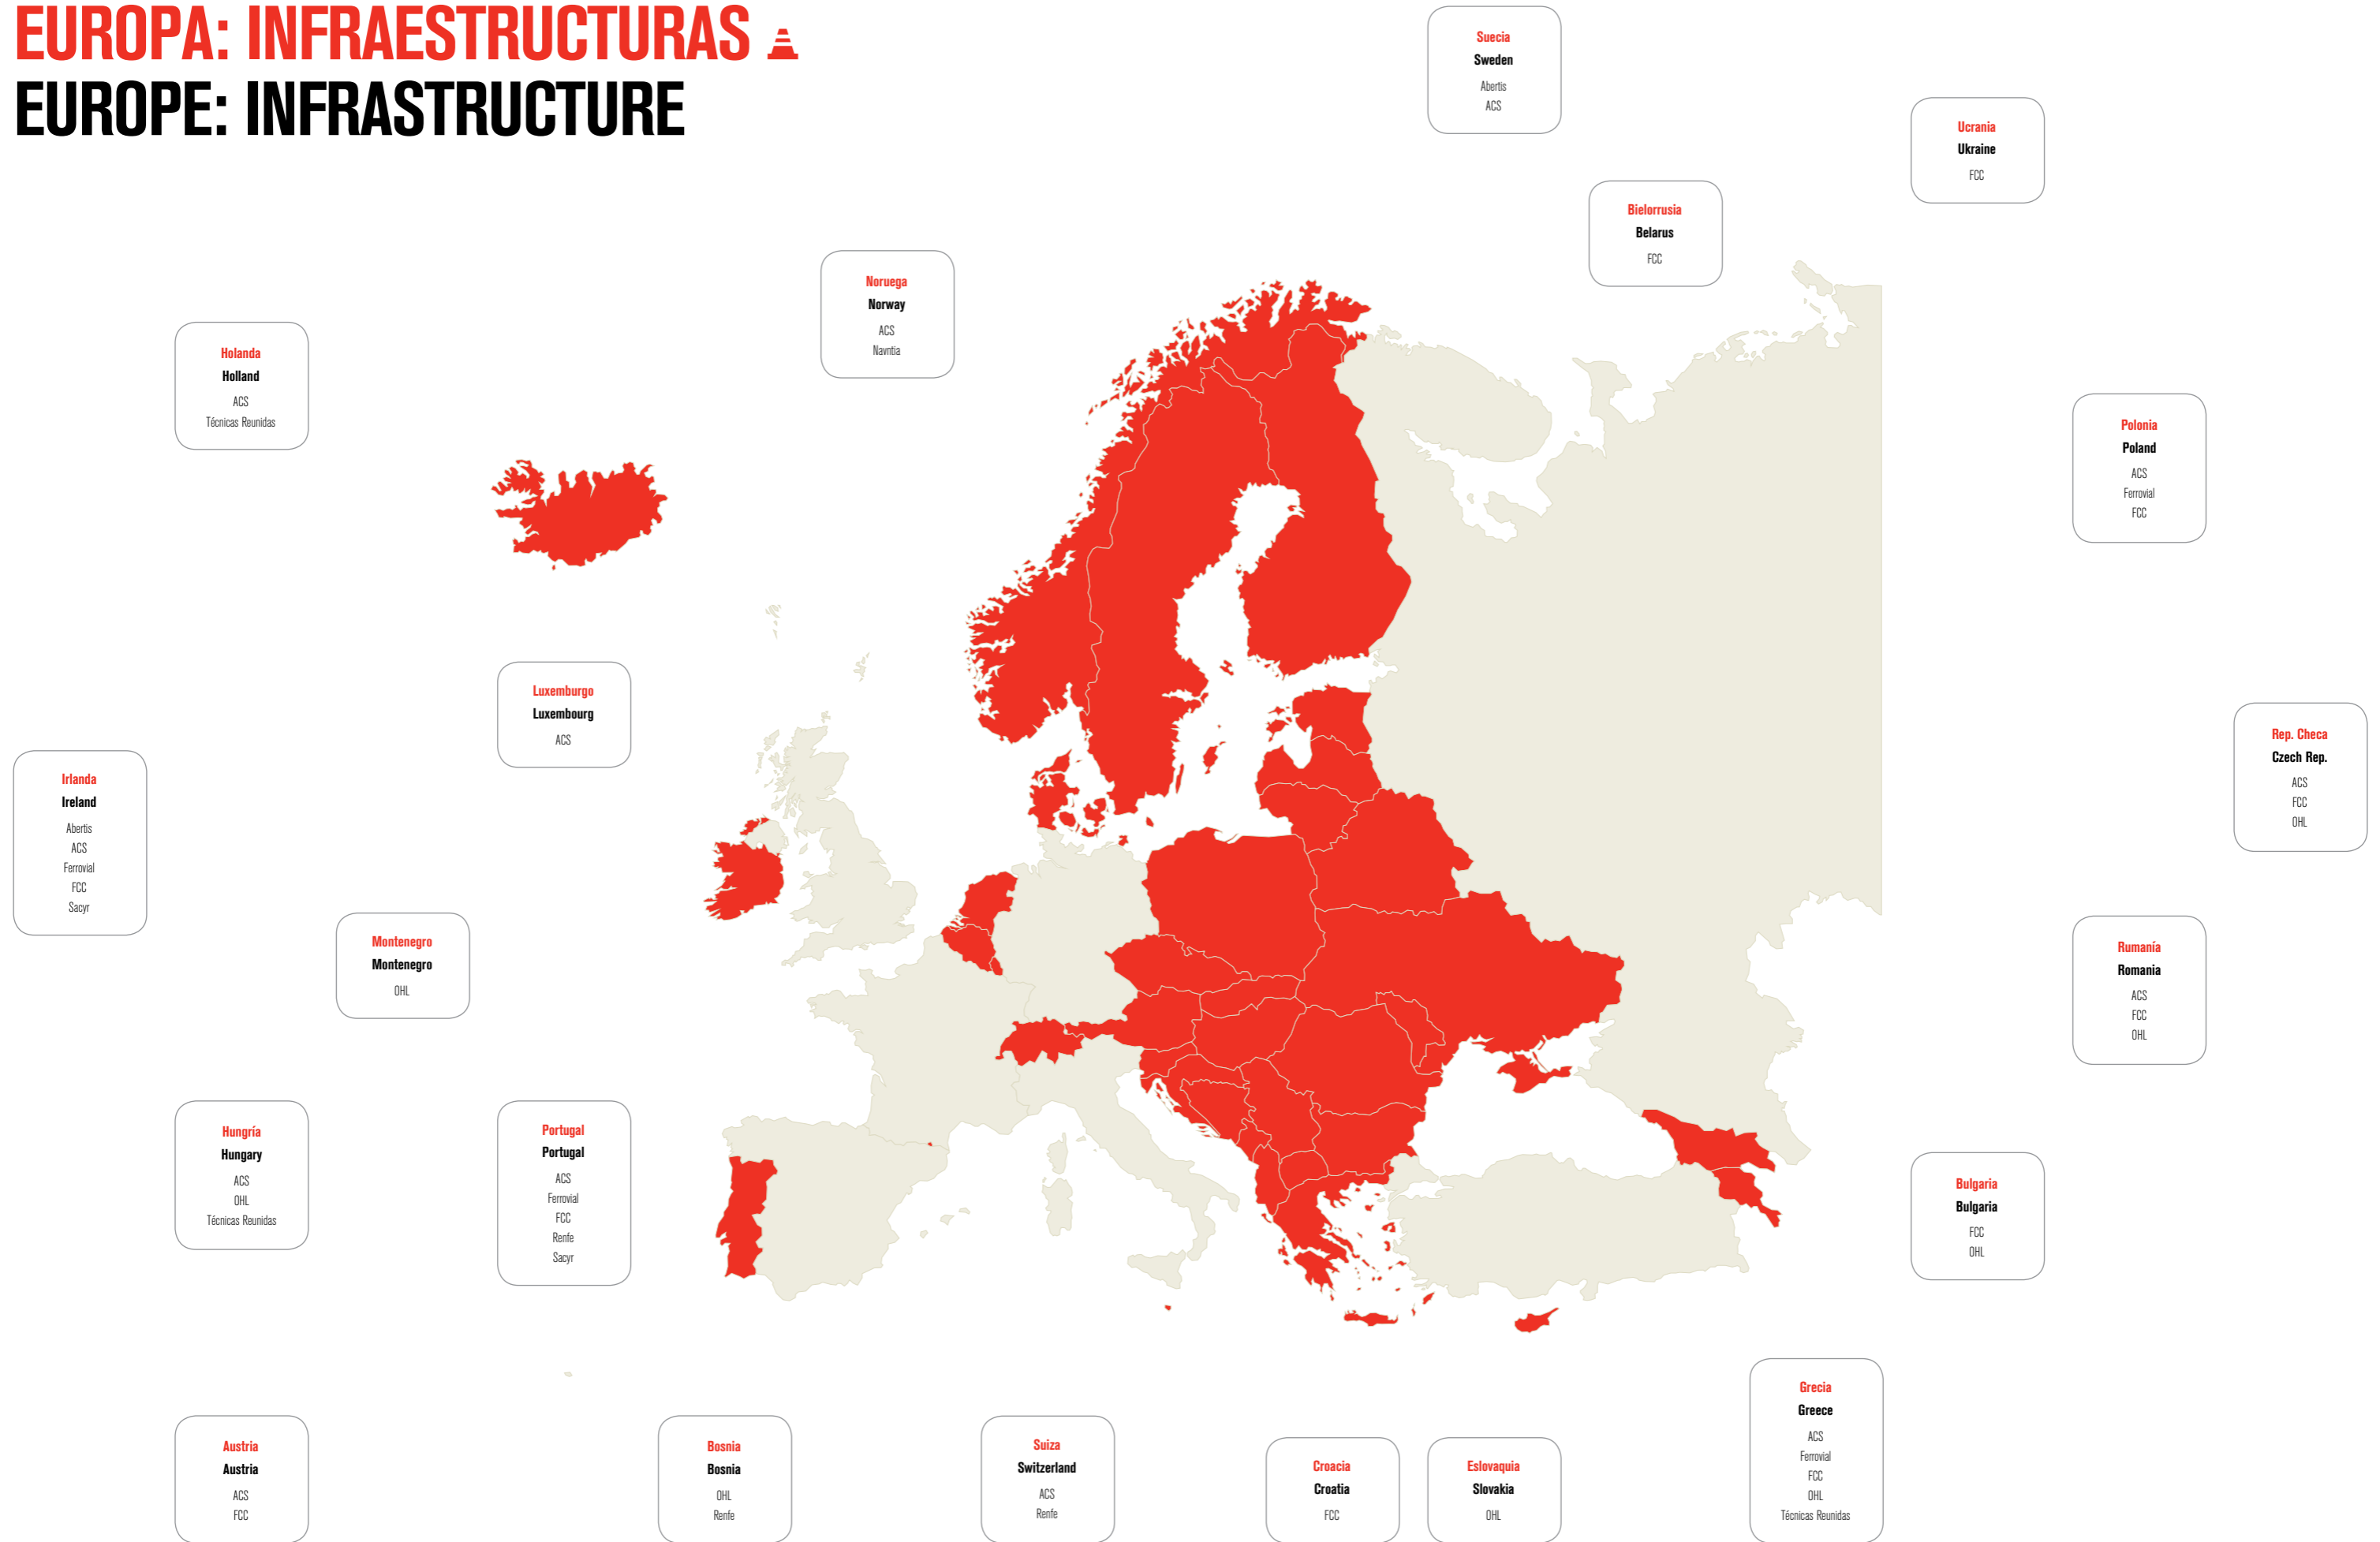 EUROPA: INFRAESTRUCTURAS
EUROPE: INFRASTRUCTURE
Suecia
Sweden
Abertis
ACS
Ucrania
Ukraine
FCC
Bielorrusia
Belarus
FCC
Noruega
Norway
ACS
Navntia
Holanda
Holland
ACS
Técnicas Reunidas
Polonia
Poland
ACS
Ferrovial
FCC
Luxemburgo
Luxembourg
ACS
Rep. Checa
Czech Rep.
ACS
FCC
OHL
Irlanda
Ireland
Abertis
ACS
Ferrovial
FCC
Sacyr
Montenegro
Montenegro
OHL
Rumanía
Romania
ACS
FCC
OHL
Hungría
Hungary
ACS
OHL
Técnicas Reunidas
Portugal
Portugal
ACS
Ferrovial
FCC
Renfe
Sacyr
Bulgaria
Bulgaria
FCC
OHL
Austria
Austria
ACS
FCC
Bosnia
Bosnia
OHL
Renfe
Suiza
Switzerland
ACS
Renfe
Croacia
Croatia
FCC
Eslovaquia
Slovakia
OHL
Grecia
Greece
ACS
Ferrovial
FCC
OHL
Técnicas Reunidas